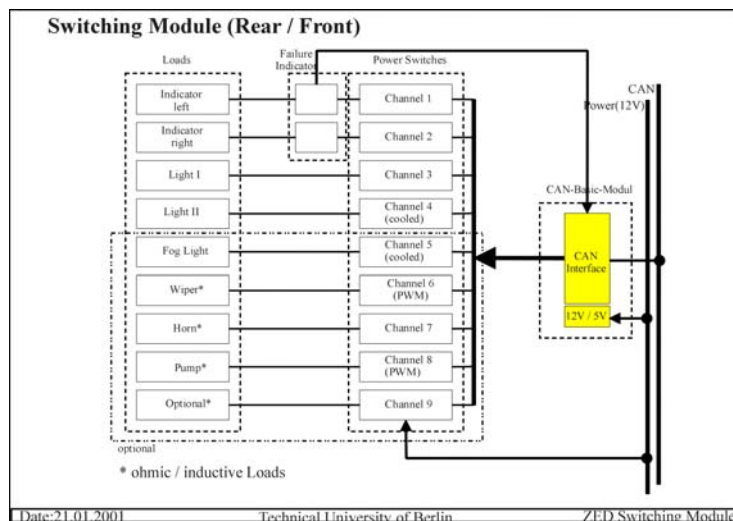 Switching Module (Rear / Front)
Loads
Failure
Indicator
Power Switches
CAN
Power(12V)
Indicator
left
Channel 1
Indicator
right
Channel 2
Light I
Channel 3
Light II
Channel 4
(cooled)
CAN-Basic-Modul
CAN
Interface
12V / 5V
Fog Light
Channel 5
(cooled)
Wiper*
Channel 6
(PWM)
Horn*
Channel 7
Pump*
Channel 8
(PWM)
Optional*
Channel 9
optional
* ohmic / inductive Loads
Date:21.01.2001
Technical University of Berlin
ZED Switching Module